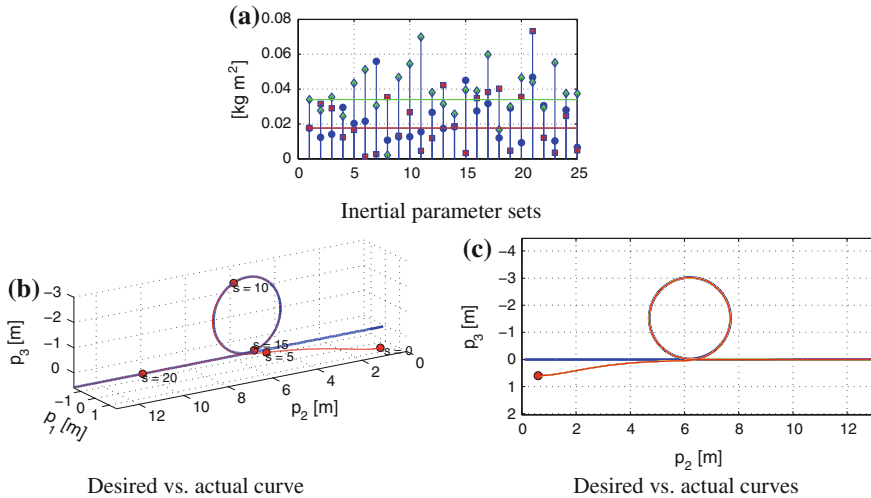 (a)
[kg m²]
0.08
0.06
0.04
0.02
0
0 5 10 15 20 25
Inertial parameter sets
(b)
p3 [m]
-3
-2
-1
0
s = 10
s = 15
s = 5
s = 0
s = 20
-1
0
1
p1 [m]
12 10 8 6 4 2 0
p2 [m]
Desired vs. actual curve
(c)
p3 [m]
-4
-3
-2
-1
0
1
2
0 2 4 6 8 10 12
p2 [m]
Desired vs. actual curves